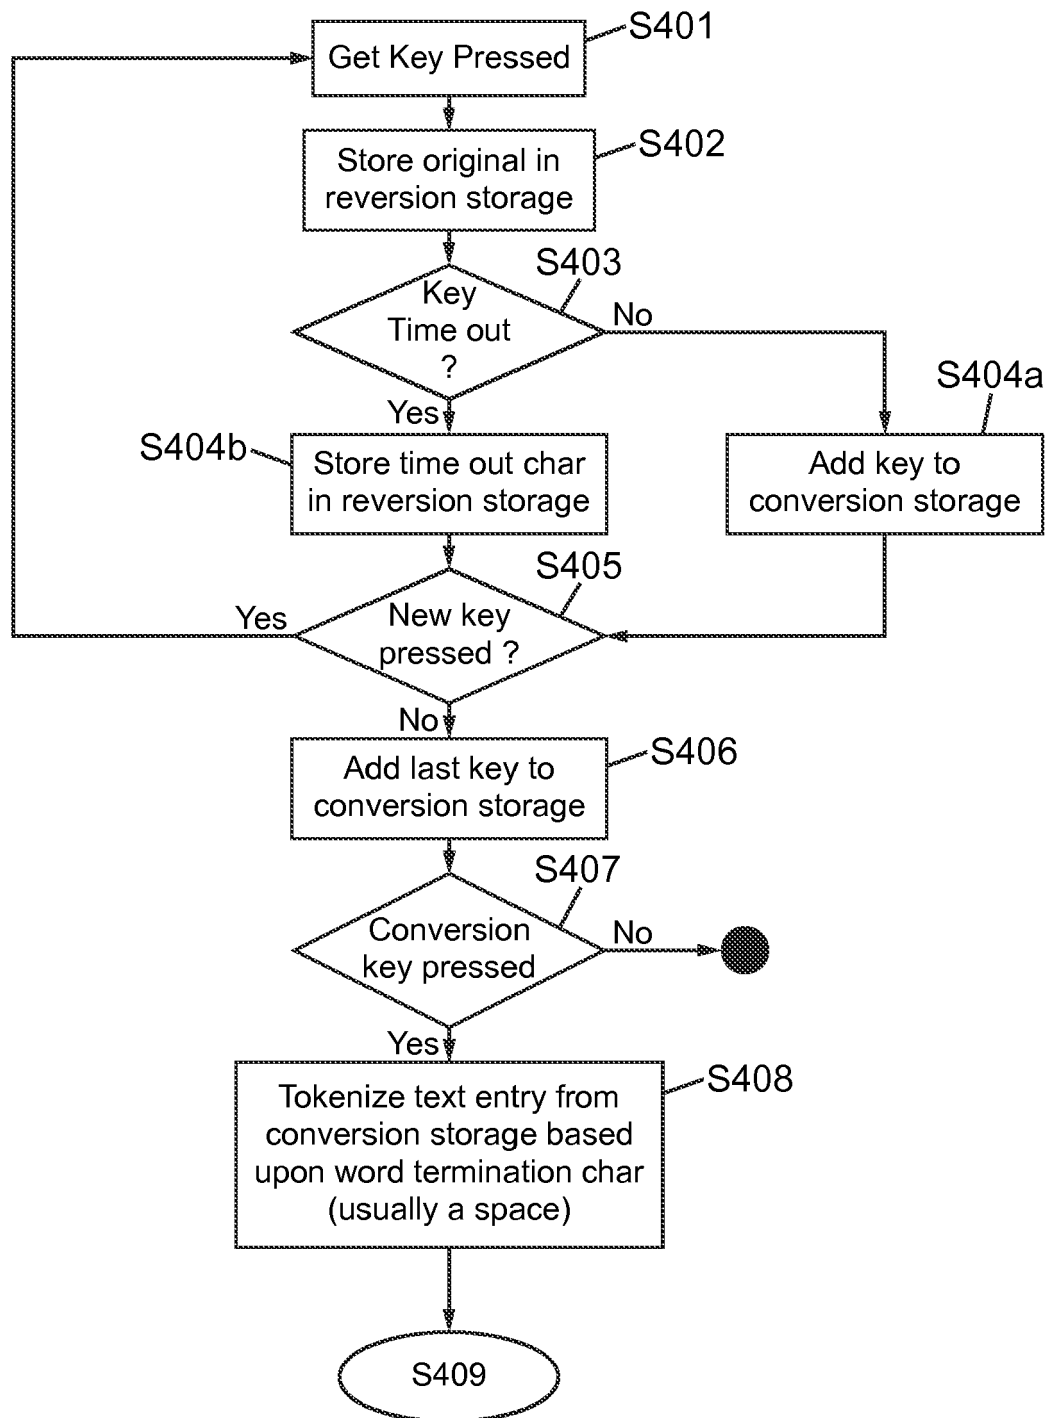 S401
Get Key Pressed
S402
Store original in
reversion storage
S403
Key
Time out
?
No
S404a
Yes
S404b
Store time out char
in reversion storage
Add key to
conversion storage
S405
Yes
New key
pressed ?
No
S406
Add last key to
conversion storage
S407
Conversion
key pressed
No
Yes
S408
Tokenize text entry from
conversion storage based
upon word termination char
(usually a space)
S409